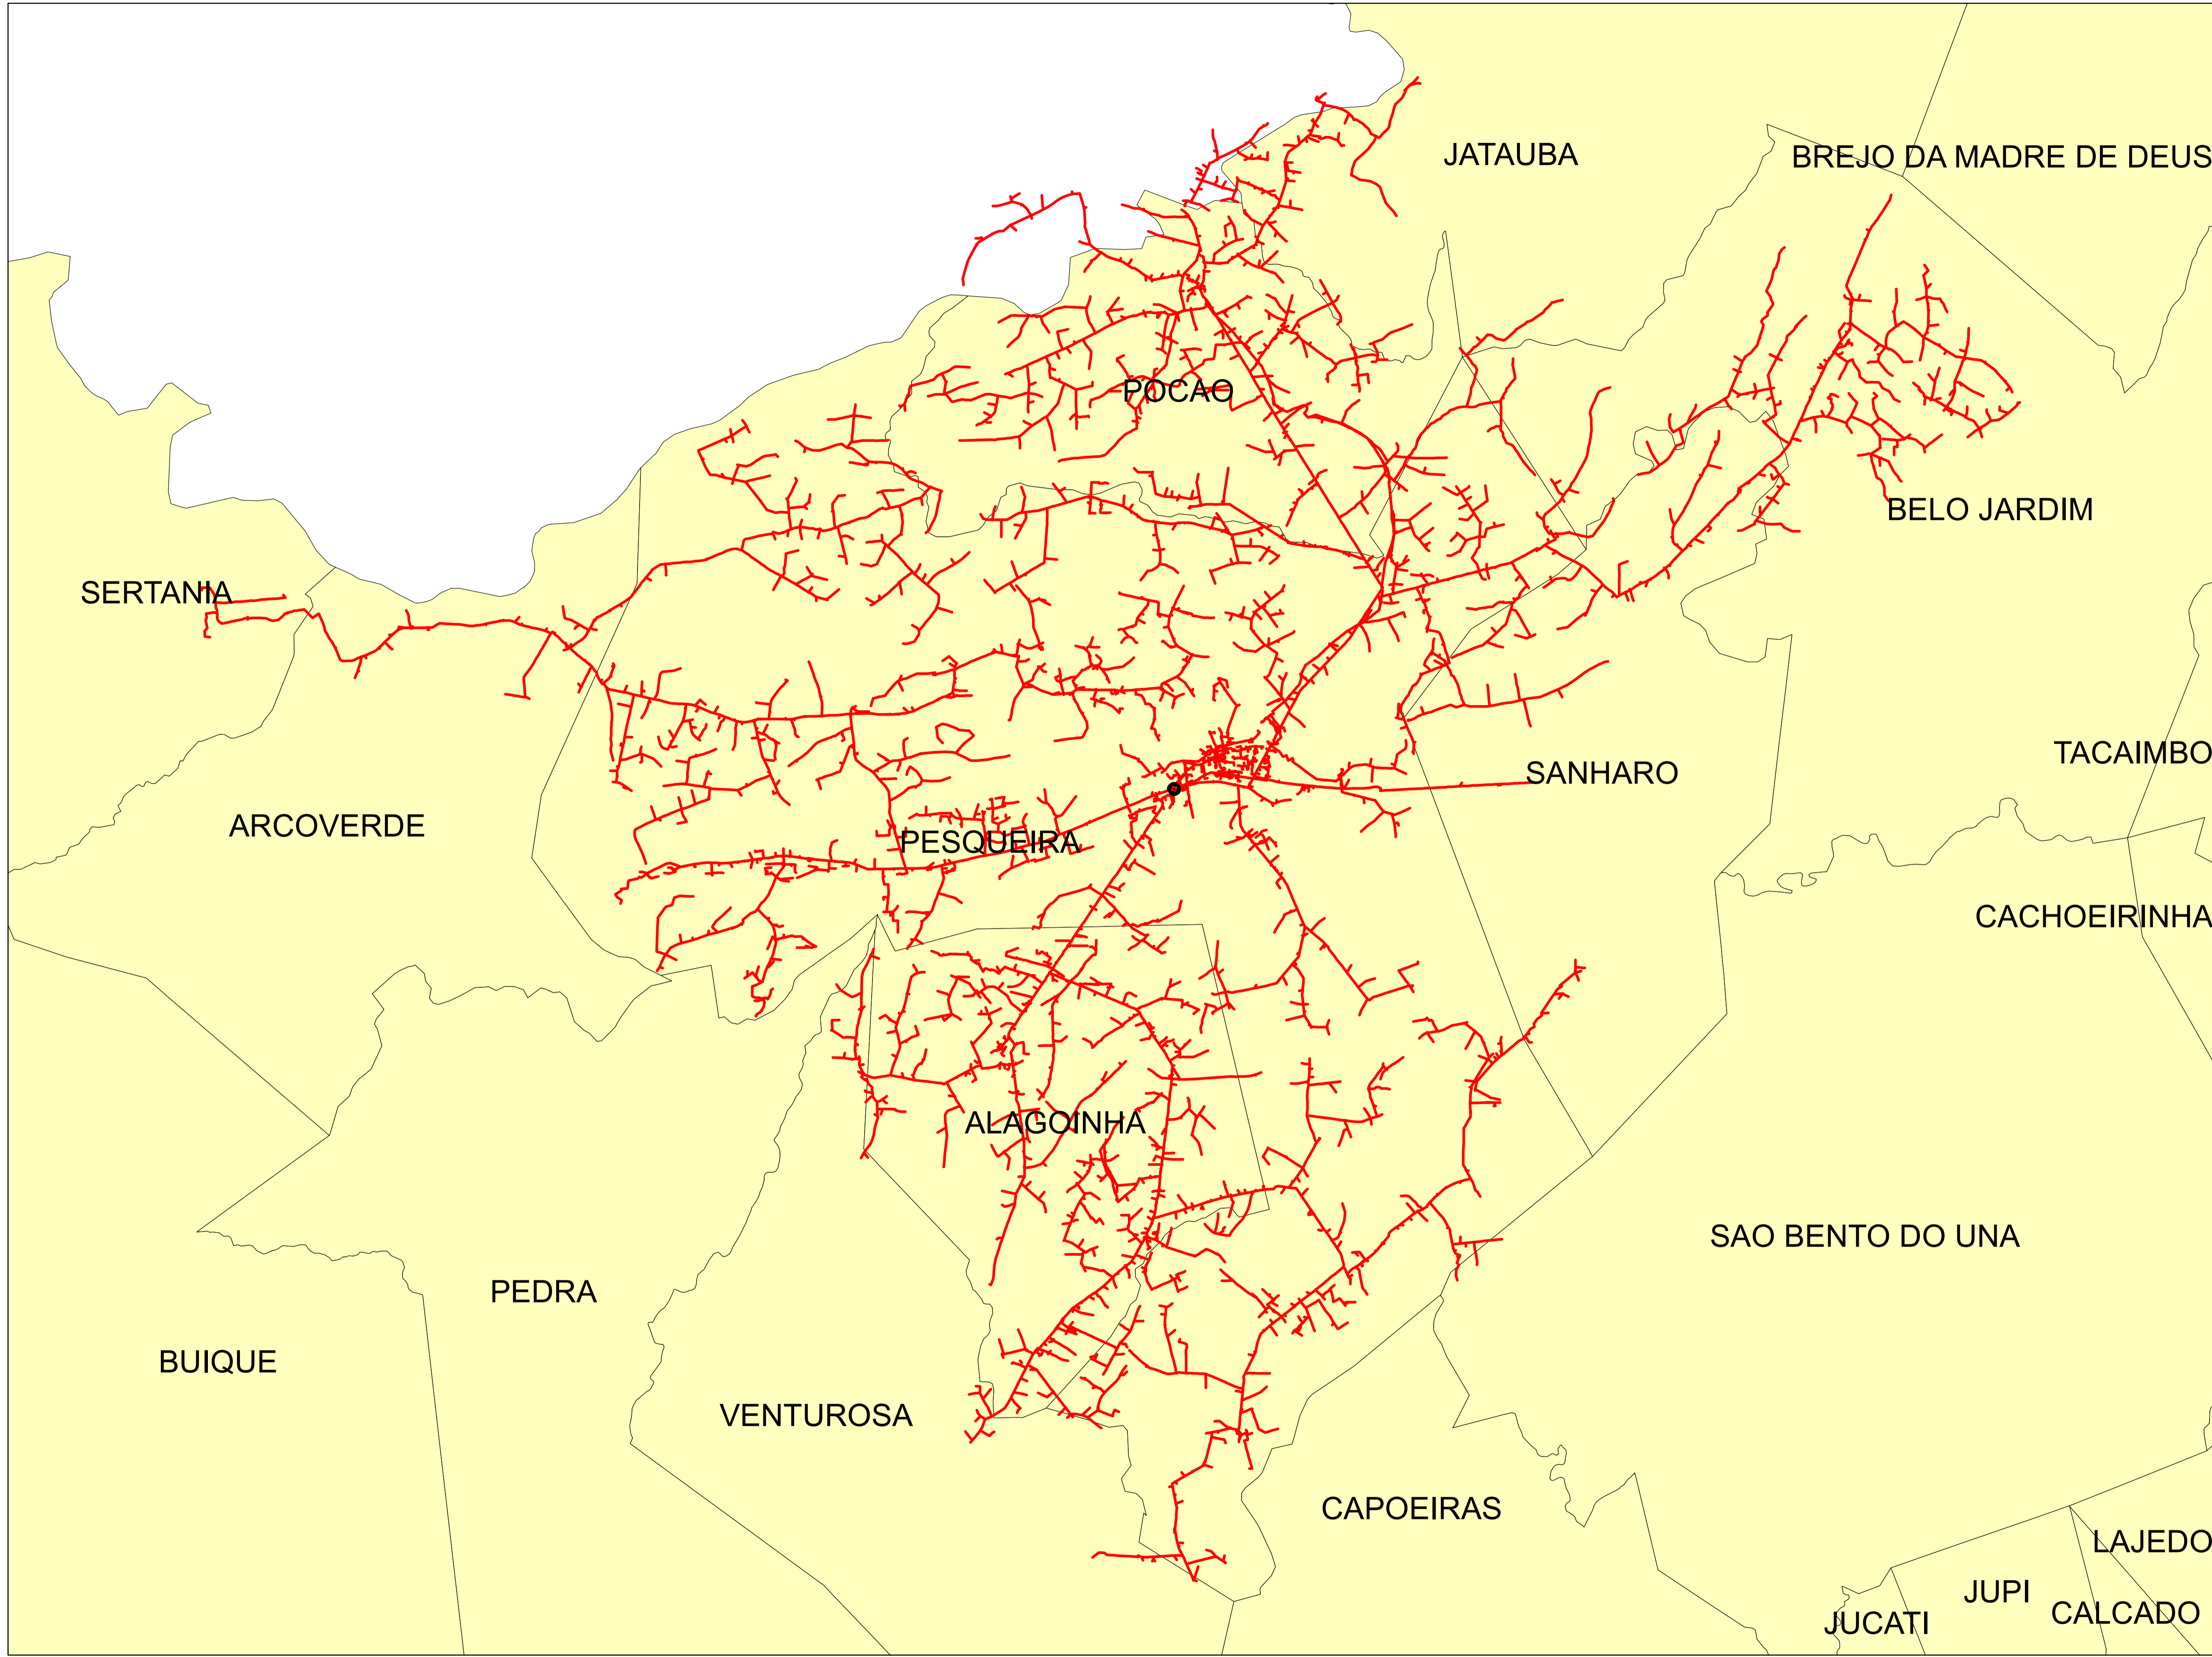 JATAUBA
BREJO DA MADRE DE DEUS
POCAO
BELO JARDIM
SERTANIA
TACAIMBO
SANHARO
ARCOVERDE
PESQUEIRA
CACHOEIRINHA
ALAGOINHA
SAO BENTO DO UNA
PEDRA
BUIQUE
VENTUROSA
CAPOEIRAS
LAJEDO
JUPI
CALCADO
JUCATI